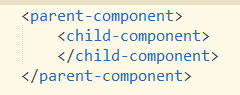 <parent-component>
    <child-component>
    </child-component>
</parent-component>